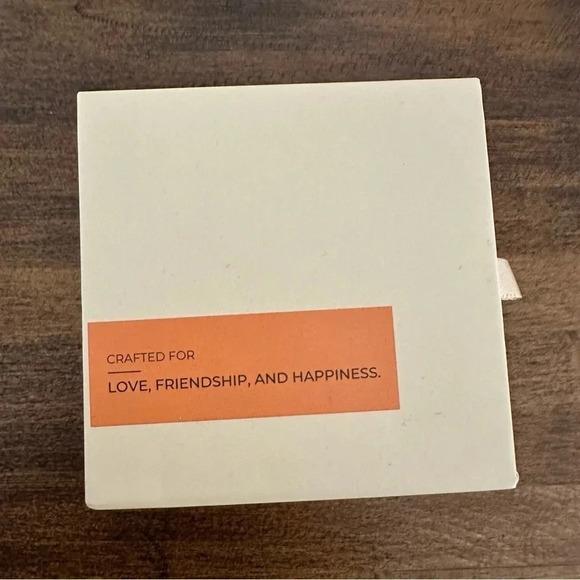 CRAFTED FOR
LOVE, FRIENDSHIP, AND HAPPINESS.